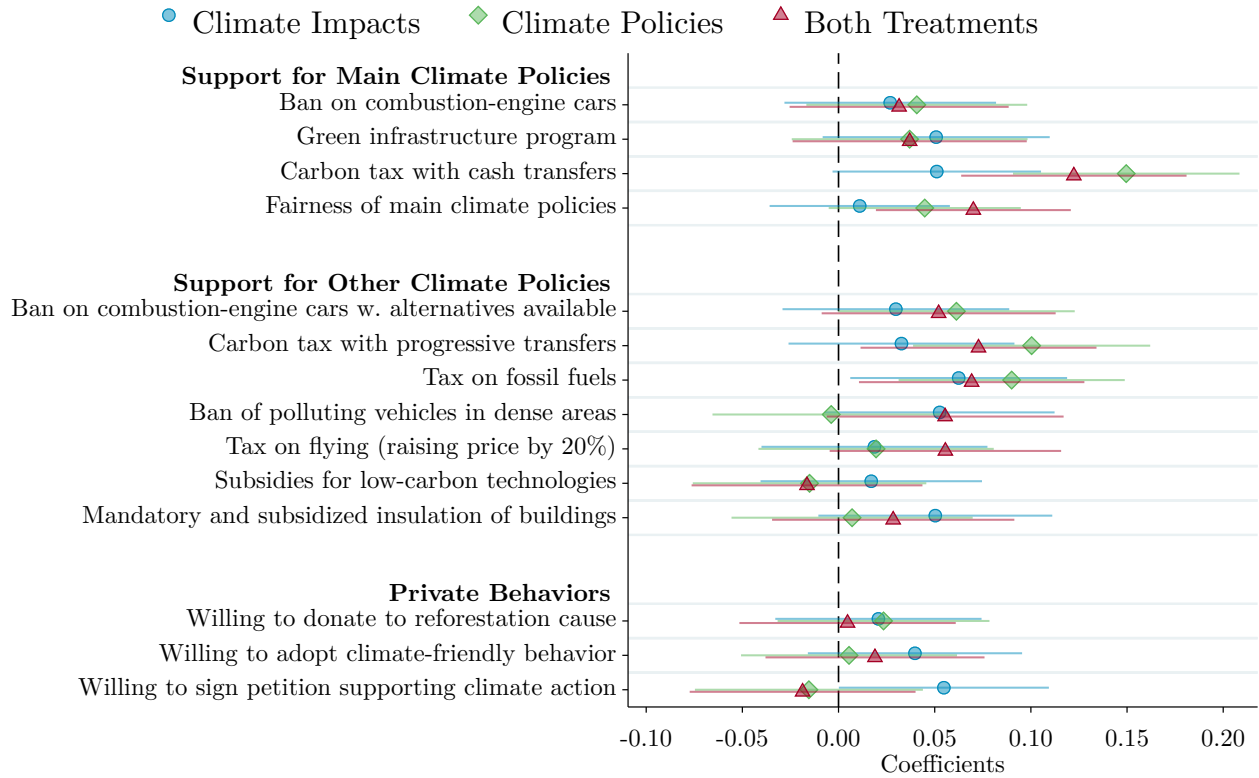 Climate Impacts Climate Policies Both Treatments
Support for Main Climate Policies
Ban on combustion-engine cars
Green infrastructure program
Carbon tax with cash transfers
Fairness of main climate policies
Support for Other Climate Policies
Ban on combustion-engine cars w. alternatives available
Carbon tax with progressive transfers
Tax on fossil fuels
Ban of polluting vehicles in dense areas
Tax on flying (raising price by 20%)
Subsidies for low-carbon technologies
Mandatory and subsidized insulation of buildings
Private Behaviors
Willing to donate to reforestation cause
Willing to adopt climate-friendly behavior
Willing to sign petition supporting climate action
-0.10 -0.05 0.00 0.05 0.10 0.15 0.20
Coefficients